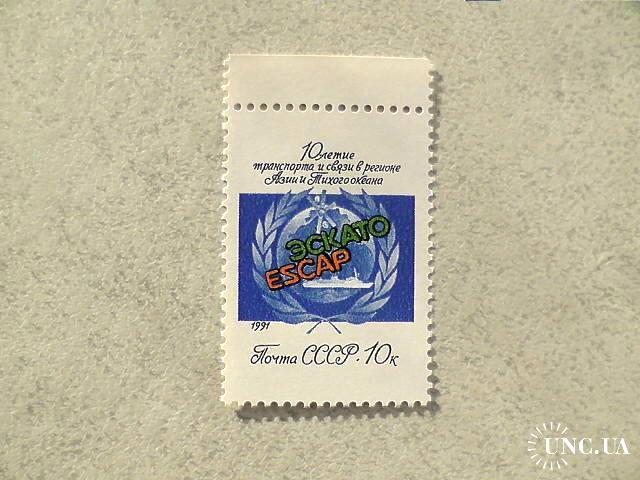 10летие
транспорта и связи в регионе
Азии и Тихого океана
ЭСКАТО
ESCAP
1991
Почта СССР·10к
UNC.UA